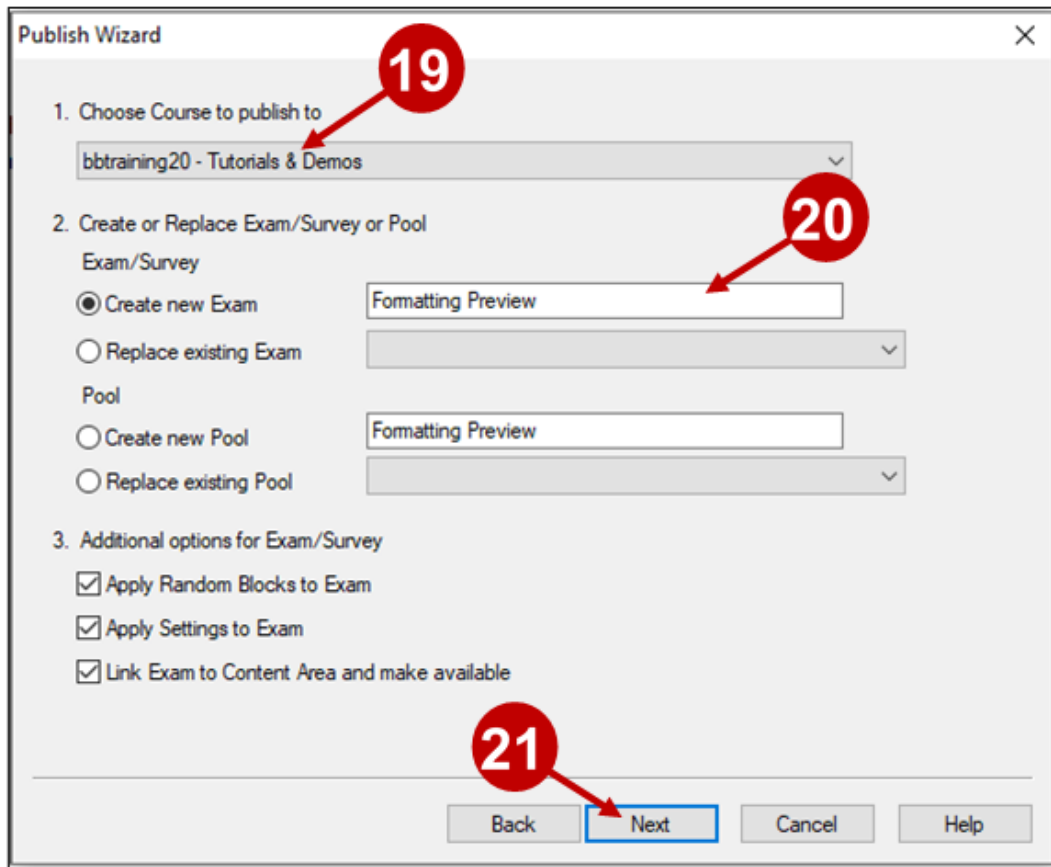 Publish Wizard
19
1. Choose Course to publish to
bbtraining20 - Tutorials & Demos
20
2. Create or Replace Exam/Survey or Pool
Exam/Survey
Create new Exam Formatting Preview
Replace existing Exam
Pool
Create new Pool Formatting Preview
Replace existing Pool
3. Additional options for Exam/Survey
Apply Random Blocks to Exam
Apply Settings to Exam
Link Exam to Content Area and make available
21
Back Next Cancel Help